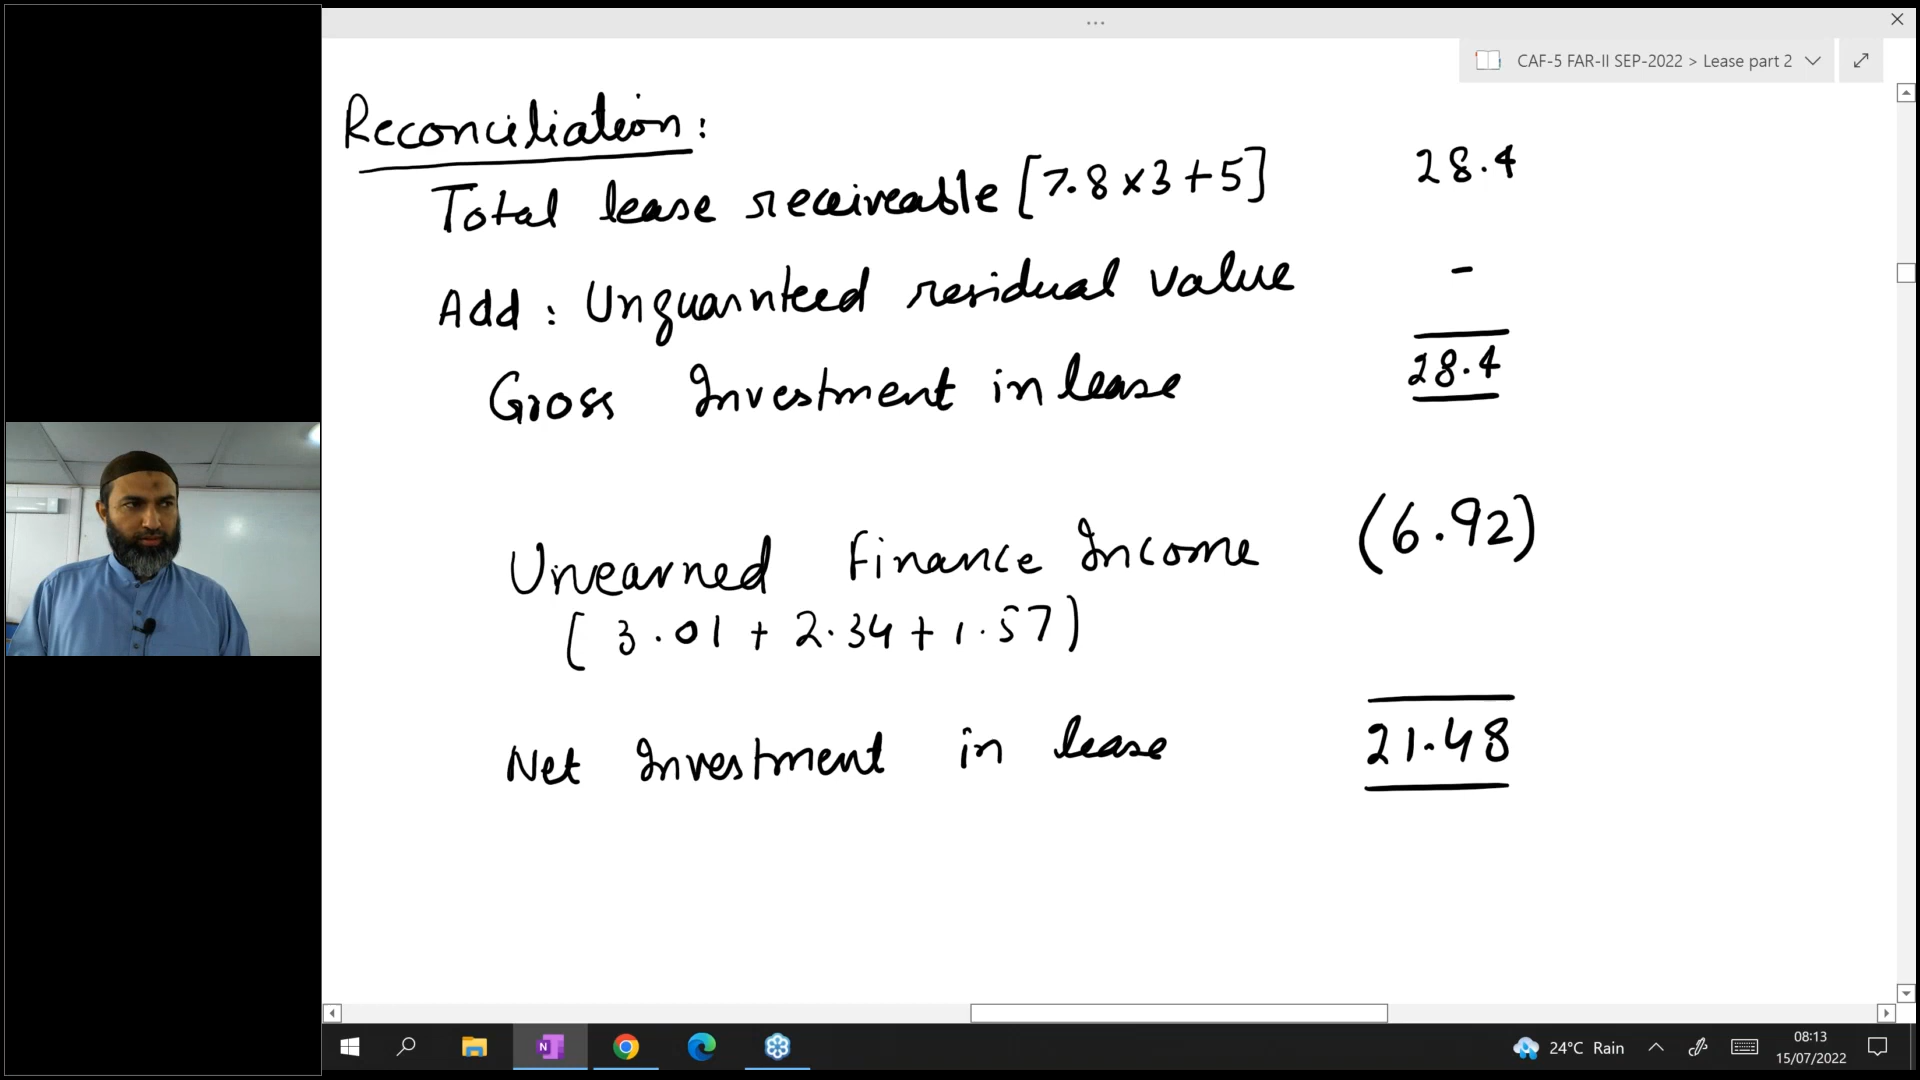 CAF-5 FAR-II SEP-2022 > Lease part 2
Reconciliation:
Total lease receiveable [7.8 × 3 + 5] 28.4
Add: Unguarnteed residual value -
Gross Investment in lease 28.4
Unearned Finance Income (6.92)
[3.01 + 2.34 + 1.57)
Net Investment in lease 21.48
N
24°C Rain
08:13
15/07/2022